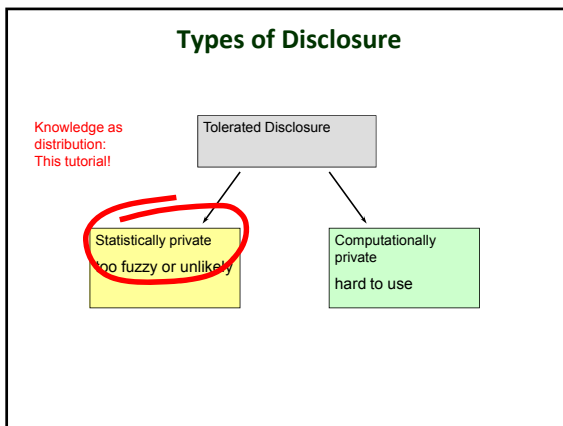 Types of Disclosure
Knowledge as
distribution:
This tutorial!
Tolerated Disclosure
Statistically private
too fuzzy or unlikely
Computationally
private
hard to use